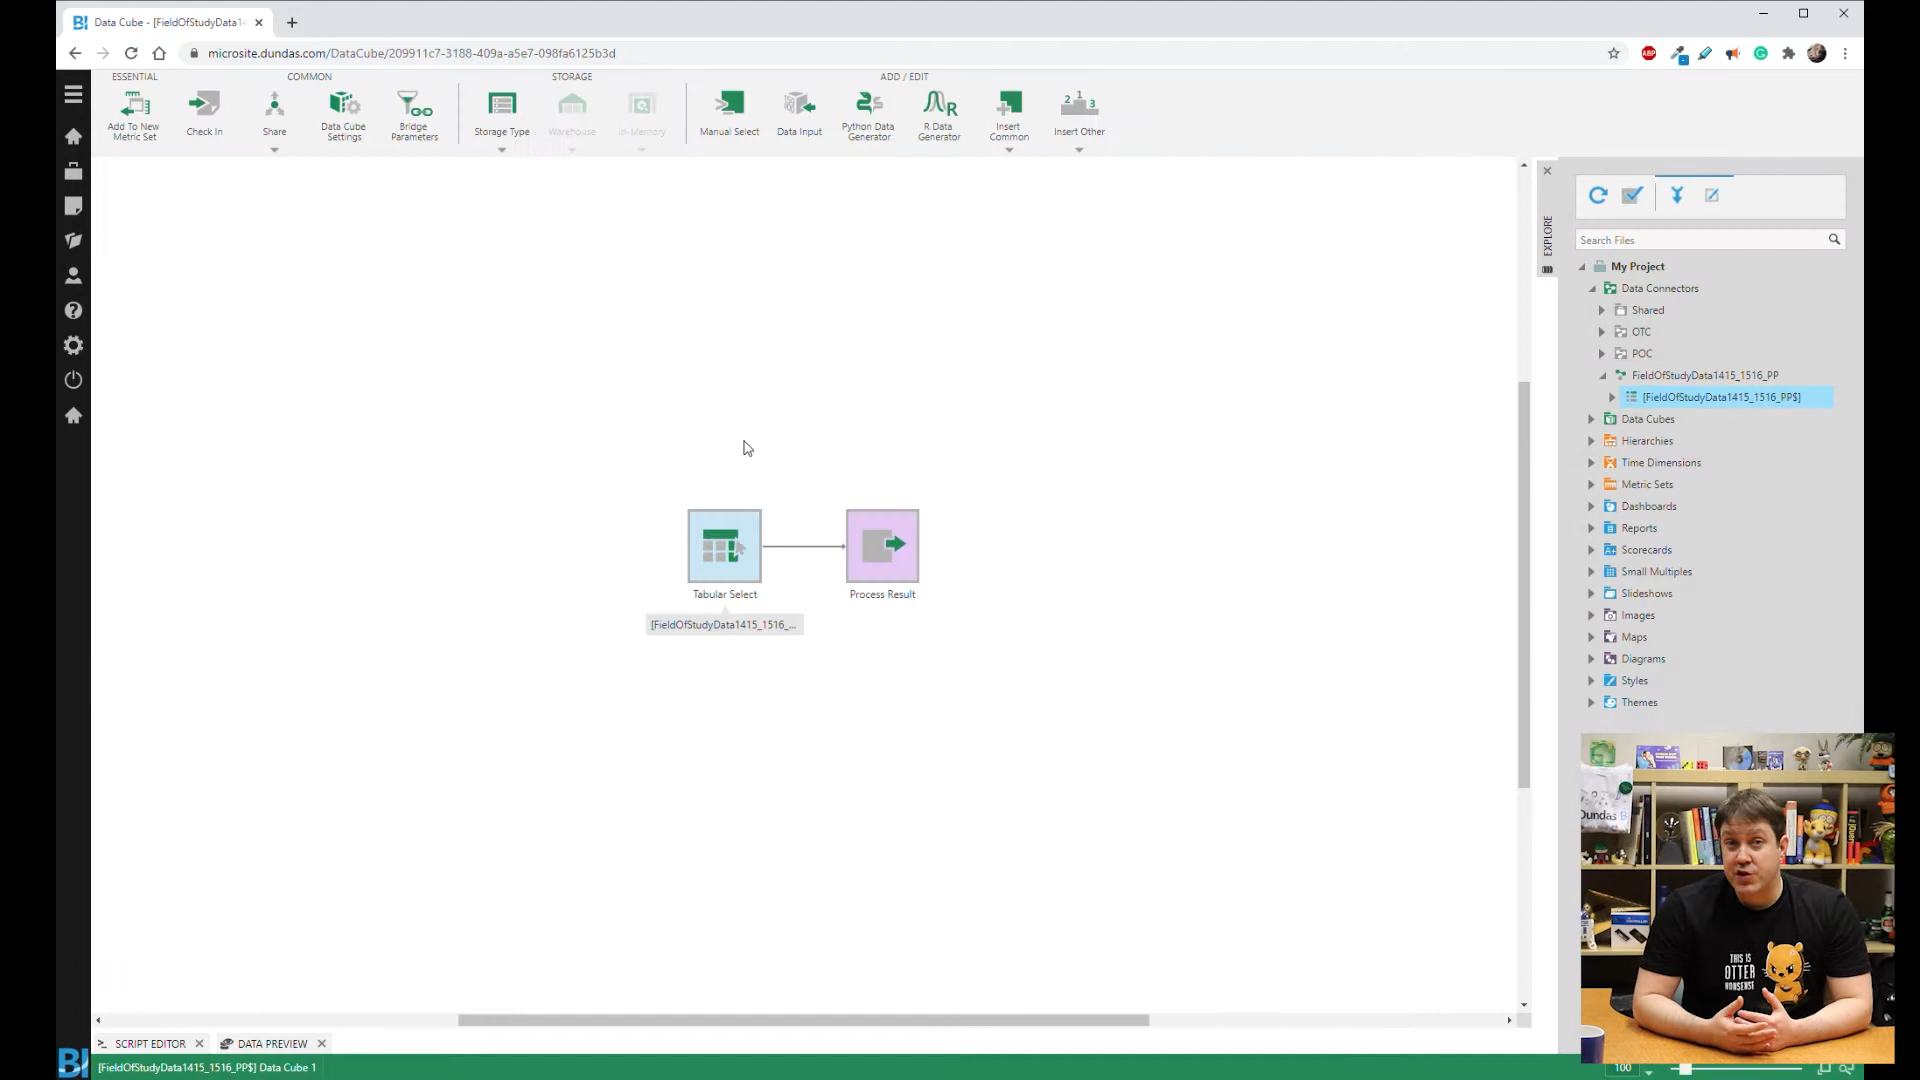 Data Cube - [FieldOfStudyData14
microsite.dundas.com/DataCube/209911c7-3188-409a-a5e7-098fa6125b3d
ABP
ESSENTIAL
COMMON
STORAGE
ADD / EDIT
Add To New
Metric Set
Check In
Share
Data Cube
Settings
Bridge
Parameters
Storage Type
Warehouse
In-Memory
Manual Select
Data Input
Python Data
Generator
R Data
Generator
Insert
Common
Insert Other
EXPLORE
Search Files
My Project
Data Connectors
Shared
OTC
POC
FieldOfStudyData1415_1516_PP
[FieldOfStudyData1415_1516_PP$]
Data Cubes
Hierarchies
Time Dimensions
Metric Sets
Dashboards
Reports
Scorecards
Small Multiples
Slideshows
Images
Maps
Diagrams
Styles
Themes
Tabular Select
Process Result
[FieldOfStudyData1415_1516_...
Dundas B
THIS IS
OTTER
NONSENSE
SCRIPT EDITOR
DATA PREVIEW
BI
[FieldOfStudyData1415_1516_PP$] Data Cube 1
100